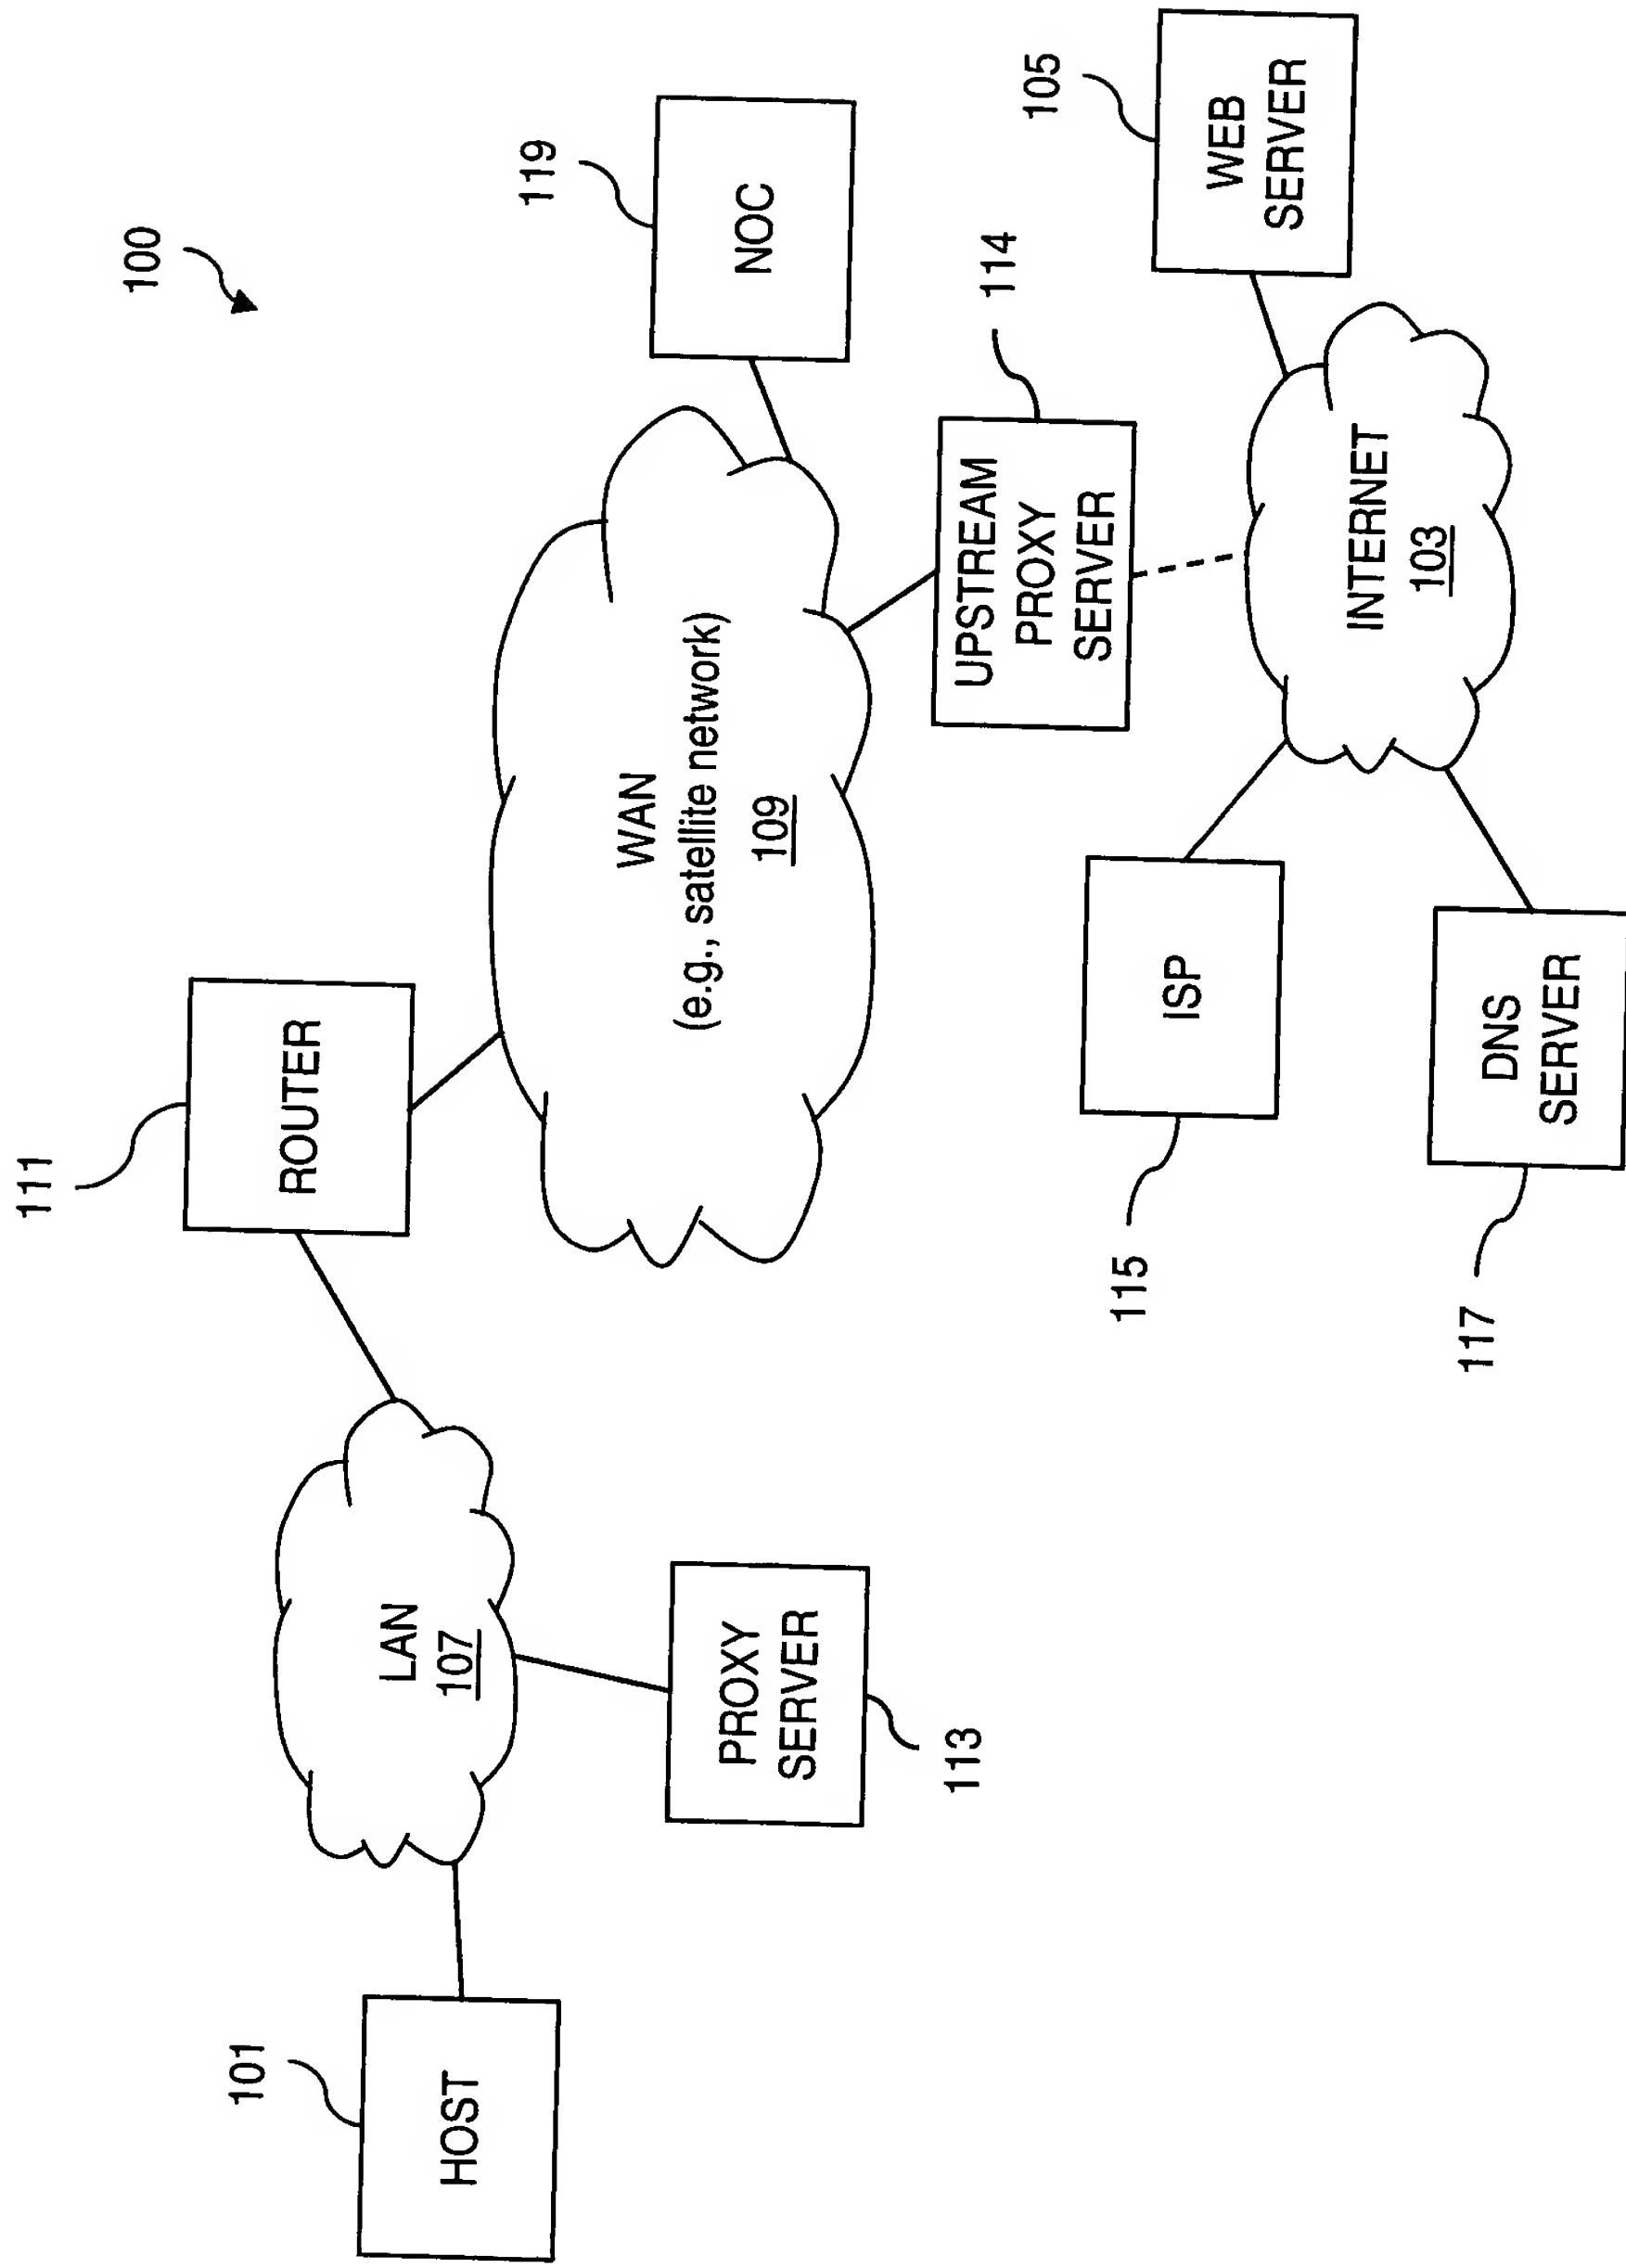 100
111
ROUTER
119
NOC
101
HOST
LAN
107
WAN
(e.g., satellite network)
109
PROXY
SERVER
113
UPSTREAM
PROXY
SERVER
114
105
WEB
SERVER
ISP
115
INTERNET
103
DNS
SERVER
117